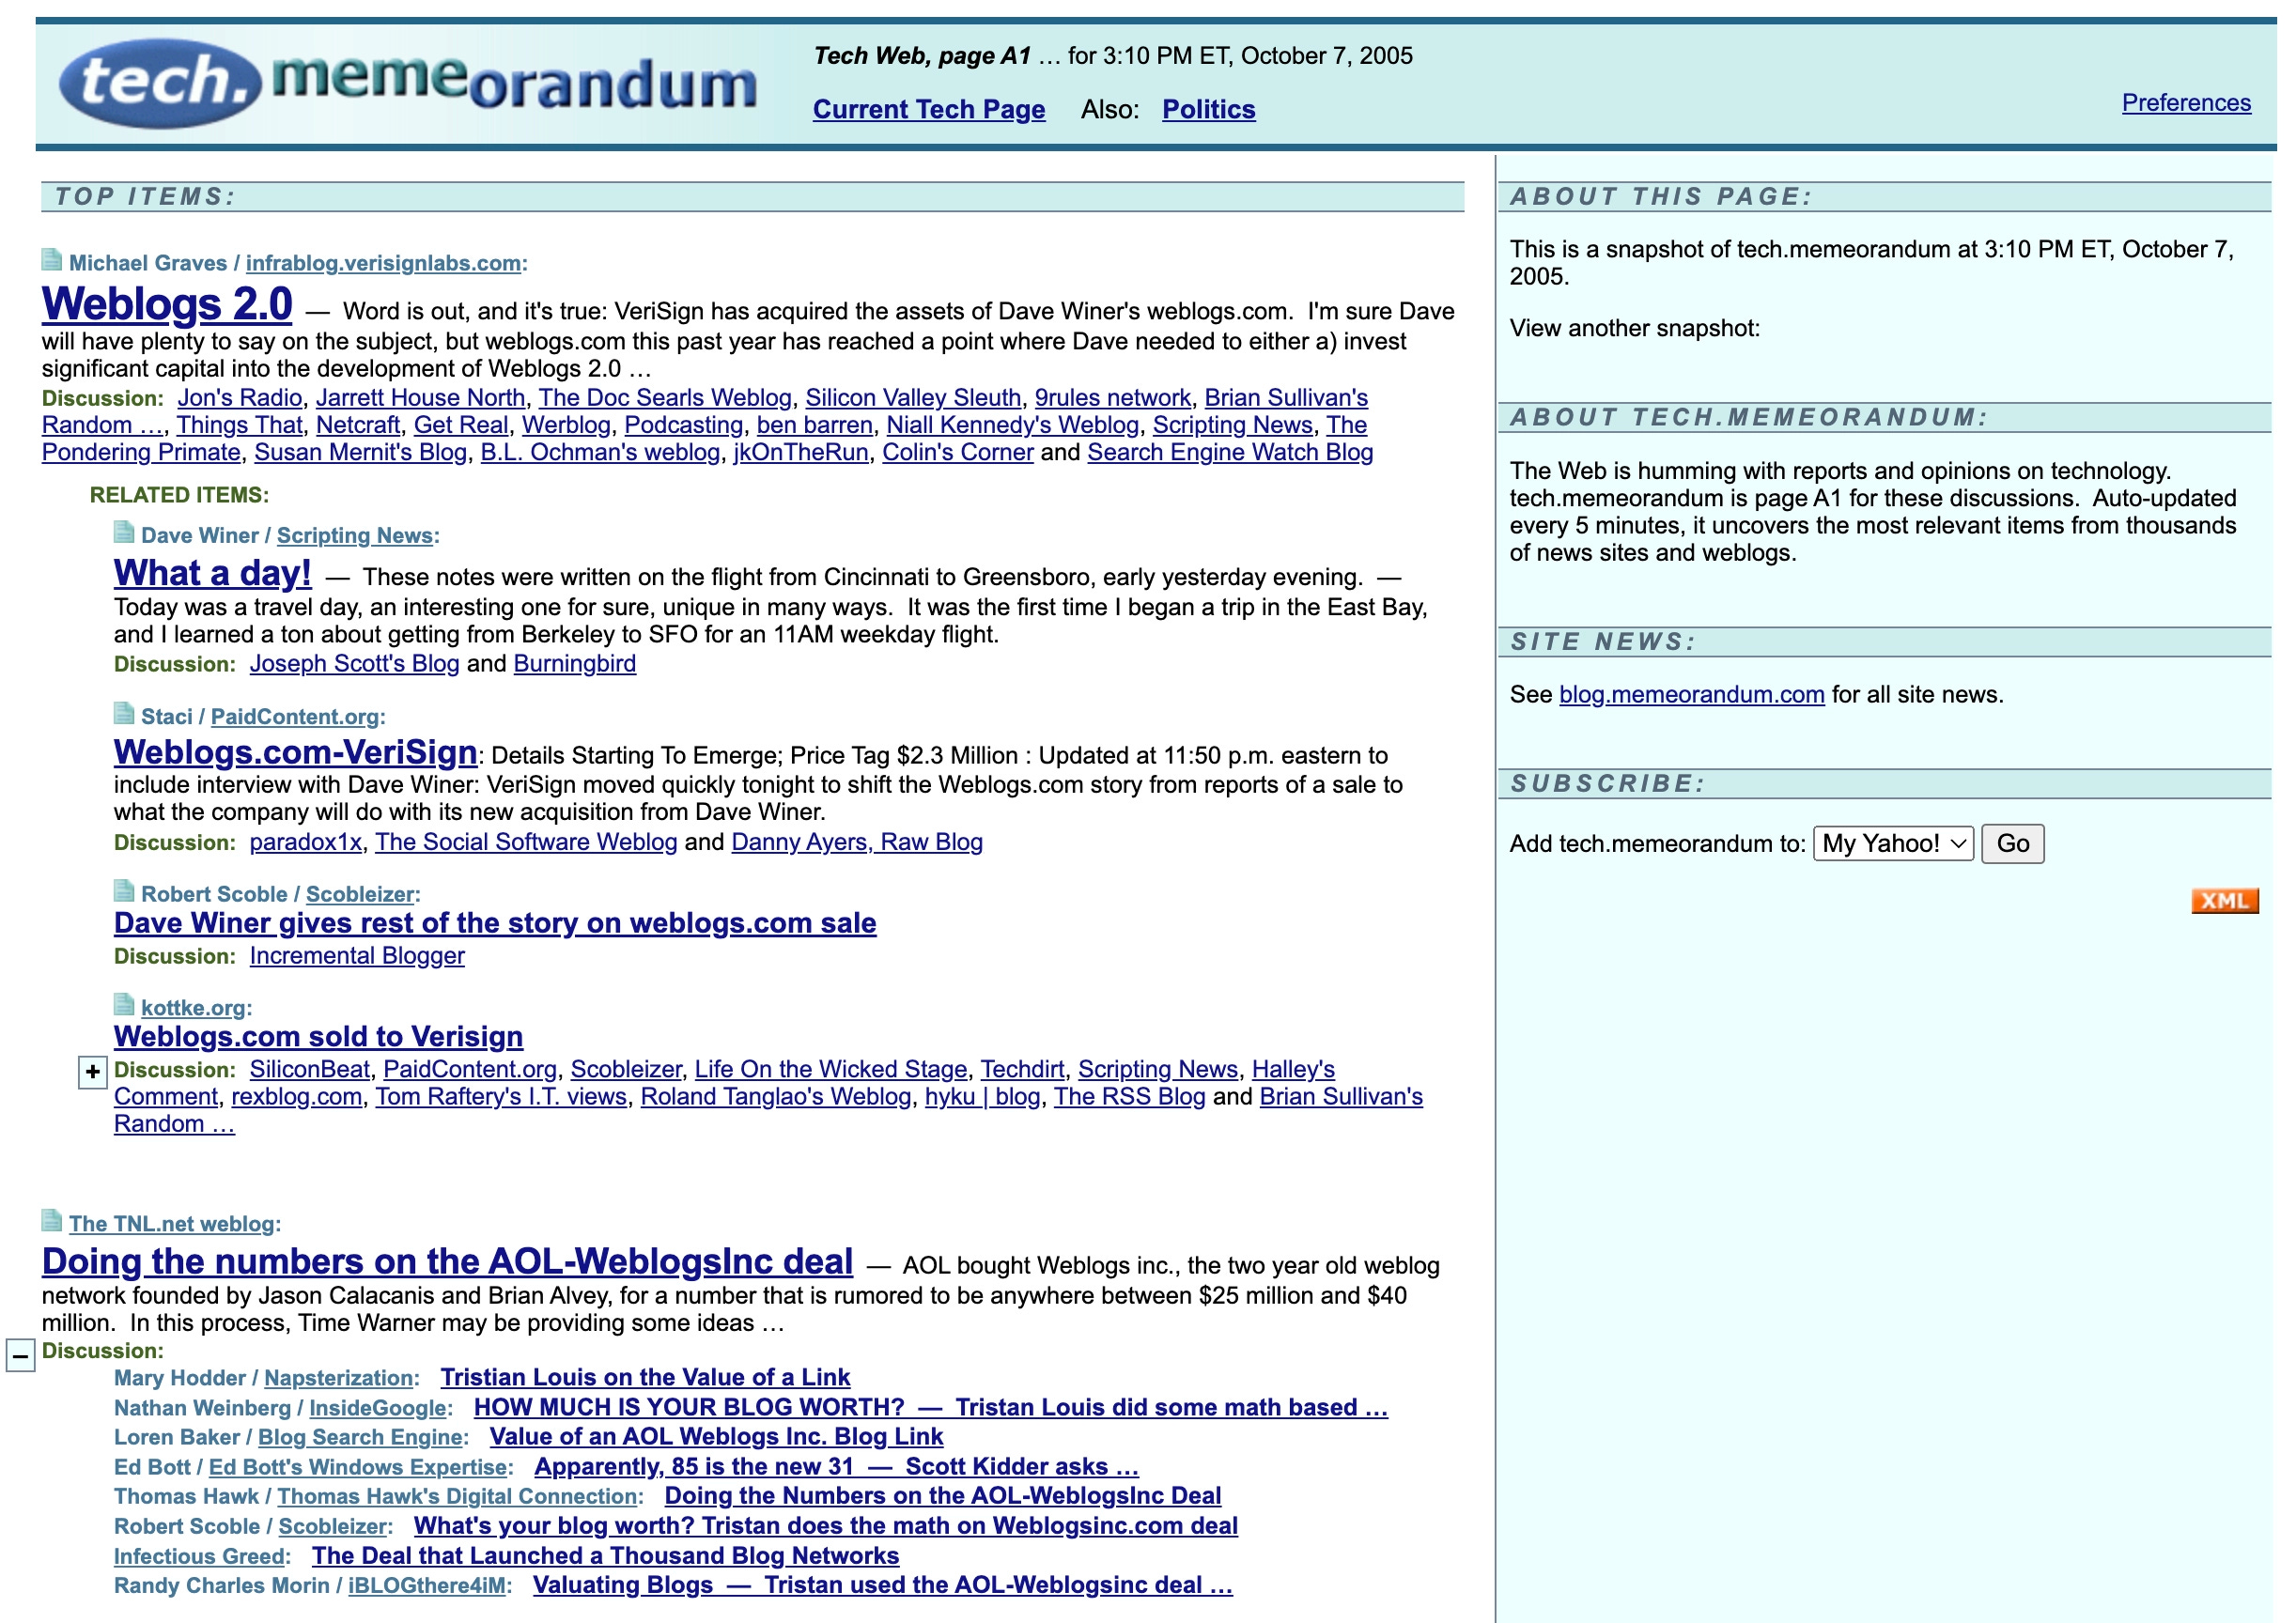 tech.memeorandum
Tech Web, page A1 … for 3:10 PM ET, October 7, 2005
Current Tech Page Also: Politics
Preferences
TOP ITEMS:
Michael Graves / infrablog.verisignlabs.com:
Weblogs 2.0 — Word is out, and it's true: VeriSign has acquired the assets of Dave Winer's weblogs.com. I'm sure Dave
will have plenty to say on the subject, but weblogs.com this past year has reached a point where Dave needed to either a) invest
significant capital into the development of Weblogs 2.0 …
Discussion: Jon's Radio, Jarrett House North, The Doc Searls Weblog, Silicon Valley Sleuth, 9rules network, Brian Sullivan's
Random …, Things That, Netcraft, Get Real, Werblog, Podcasting, ben barren, Niall Kennedy's Weblog, Scripting News, The
Pondering Primate, Susan Mernit's Blog, B.L. Ochman's weblog, jkOnTheRun, Colin's Corner and Search Engine Watch Blog
RELATED ITEMS:
Dave Winer / Scripting News:
What a day! — These notes were written on the flight from Cincinnati to Greensboro, early yesterday evening. —
Today was a travel day, an interesting one for sure, unique in many ways. It was the first time I began a trip in the East Bay,
and I learned a ton about getting from Berkeley to SFO for an 11AM weekday flight.
Discussion: Joseph Scott's Blog and Burningbird
Staci / PaidContent.org:
Weblogs.com-VeriSign: Details Starting To Emerge; Price Tag $2.3 Million : Updated at 11:50 p.m. eastern to
include interview with Dave Winer: VeriSign moved quickly tonight to shift the Weblogs.com story from reports of a sale to
what the company will do with its new acquisition from Dave Winer.
Discussion: paradox1x, The Social Software Weblog and Danny Ayers, Raw Blog
Robert Scoble / Scobleizer:
Dave Winer gives rest of the story on weblogs.com sale
Discussion: Incremental Blogger
kottke.org:
Weblogs.com sold to Verisign
+ Discussion: SiliconBeat, PaidContent.org, Scobleizer, Life On the Wicked Stage, Techdirt, Scripting News, Halley's
Comment, rexblog.com, Tom Raftery's I.T. views, Roland Tanglao's Weblog, hyku | blog, The RSS Blog and Brian Sullivan's
Random …
The TNL.net weblog:
Doing the numbers on the AOL-WeblogsInc deal — AOL bought Weblogs inc., the two year old weblog
network founded by Jason Calacanis and Brian Alvey, for a number that is rumored to be anywhere between $25 million and $40
million. In this process, Time Warner may be providing some ideas …
– Discussion:
Mary Hodder / Napsterization: Tristian Louis on the Value of a Link
Nathan Weinberg / InsideGoogle: HOW MUCH IS YOUR BLOG WORTH? — Tristan Louis did some math based …
Loren Baker / Blog Search Engine: Value of an AOL Weblogs Inc. Blog Link
Ed Bott / Ed Bott's Windows Expertise: Apparently, 85 is the new 31 — Scott Kidder asks …
Thomas Hawk / Thomas Hawk's Digital Connection: Doing the Numbers on the AOL-WeblogsInc Deal
Robert Scoble / Scobleizer: What's your blog worth? Tristan does the math on Weblogsinc.com deal
Infectious Greed: The Deal that Launched a Thousand Blog Networks
Randy Charles Morin / iBLOGthere4iM: Valuating Blogs — Tristan used the AOL-Weblogsinc deal …
ABOUT THIS PAGE:
This is a snapshot of tech.memeorandum at 3:10 PM ET, October 7,
2005.
View another snapshot:
ABOUT TECH.MEMEORANDUM:
The Web is humming with reports and opinions on technology.
tech.memeorandum is page A1 for these discussions. Auto-updated
every 5 minutes, it uncovers the most relevant items from thousands
of news sites and weblogs.
SITE NEWS:
See blog.memeorandum.com for all site news.
SUBSCRIBE:
Add tech.memeorandum to: My Yahoo! Go
XML